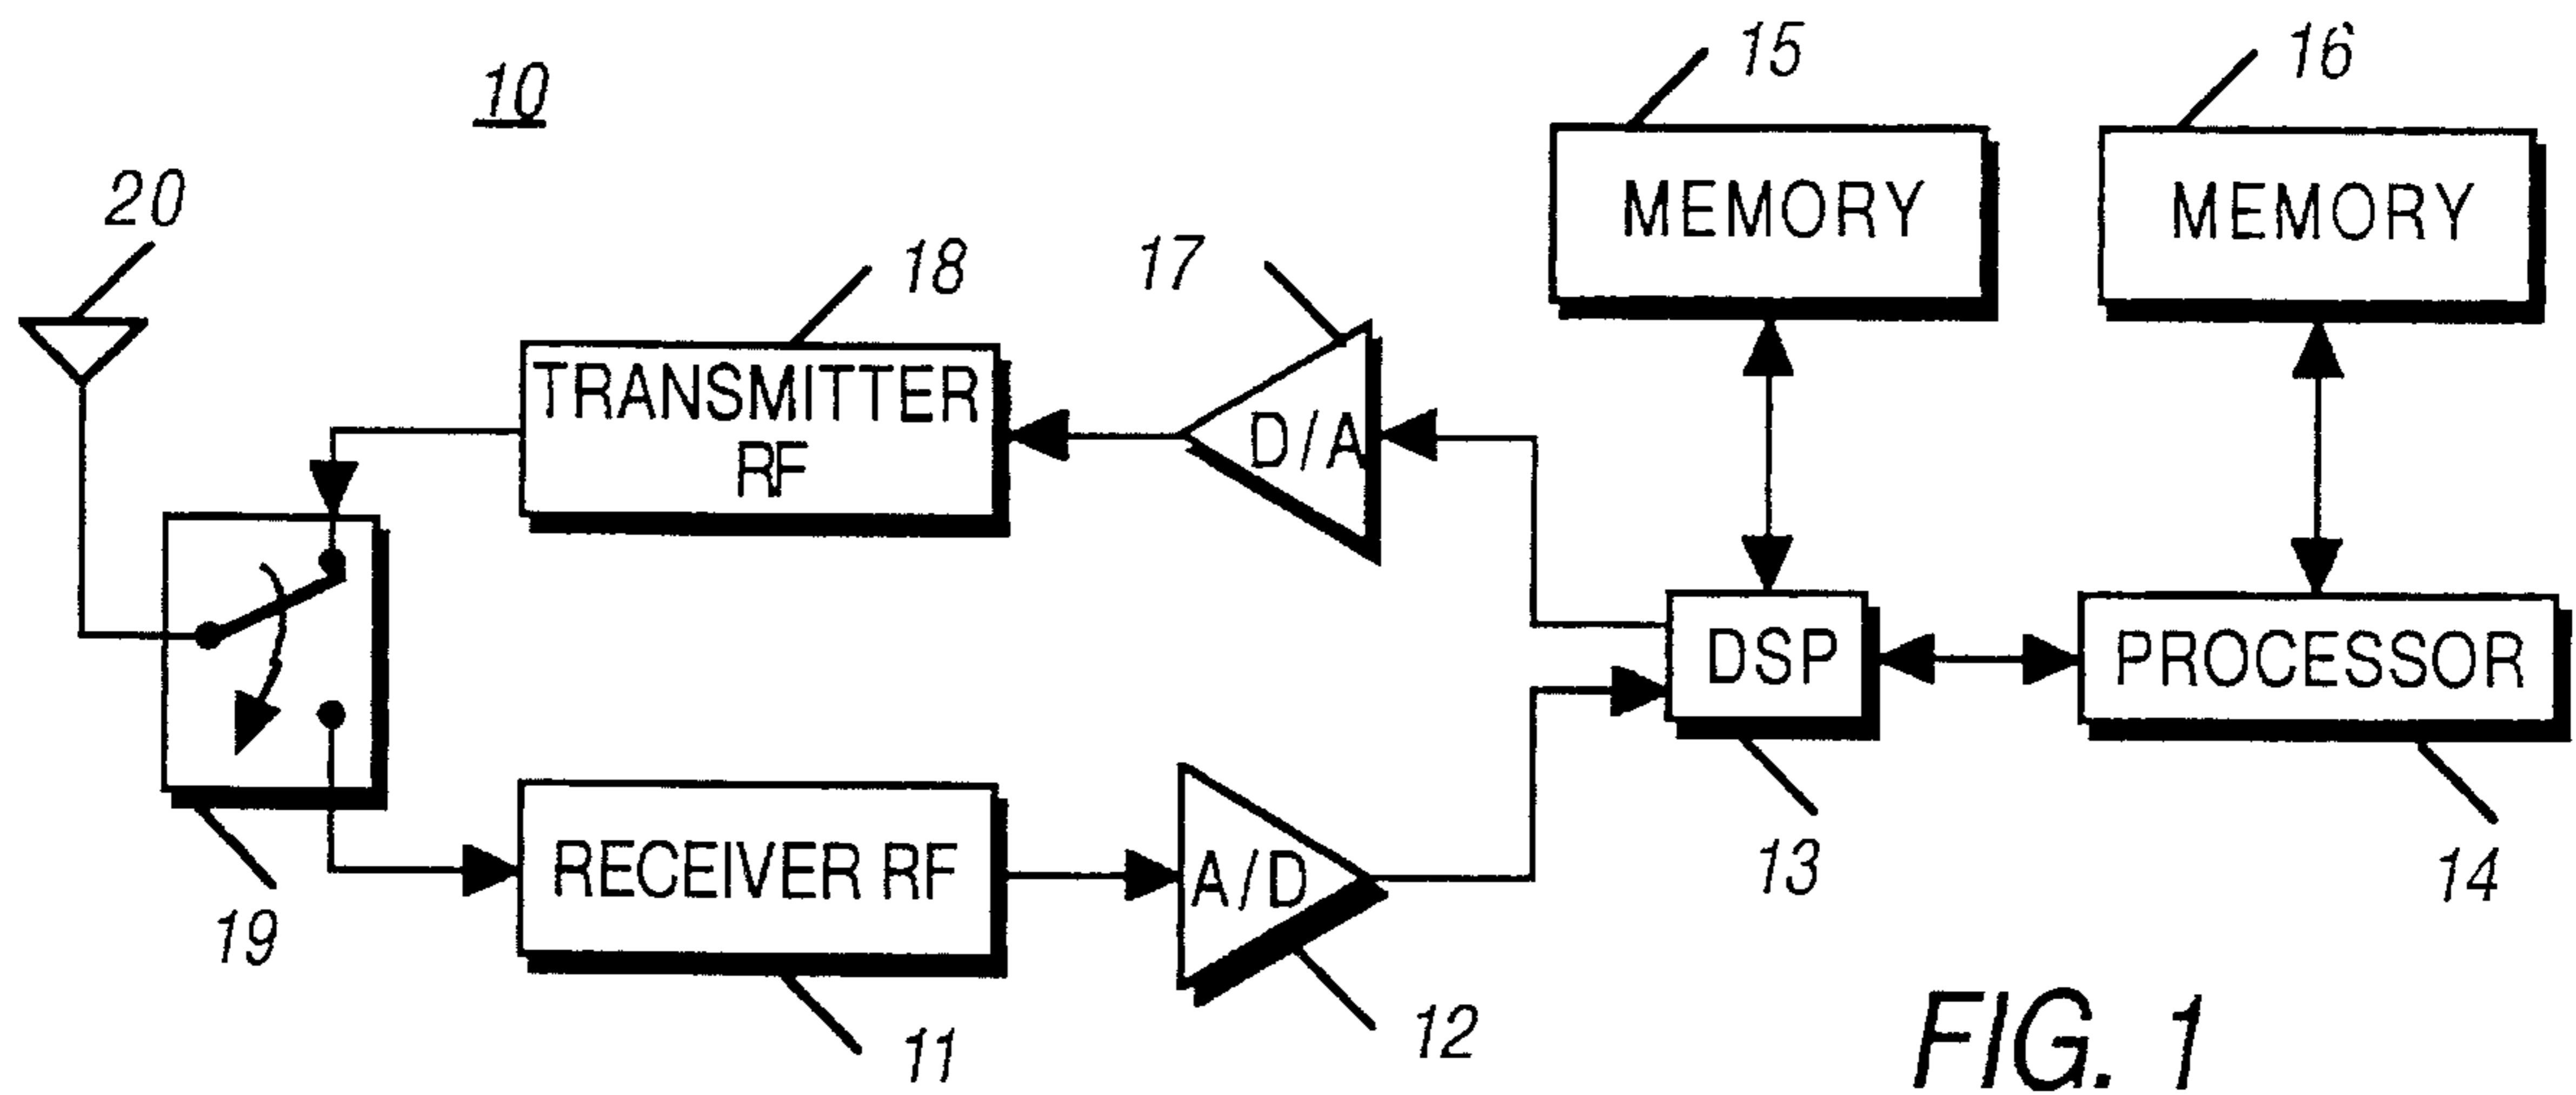 10
15
16
20
18
17
MEMORY
MEMORY
TRANSMITTER
RF
D/A
DSP
PROCESSOR
RECEIVER RF
A/D
19
13
14
11
12
FIG. 1